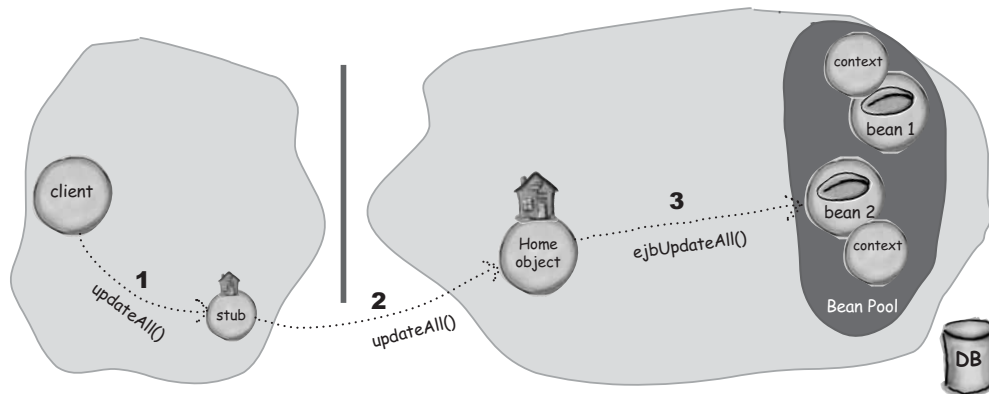 client
1
updateAll()
stub
2
updateAll()
Home
object
3
ejbUpdateAll()
context
bean 1
bean 2
context
Bean Pool
DB